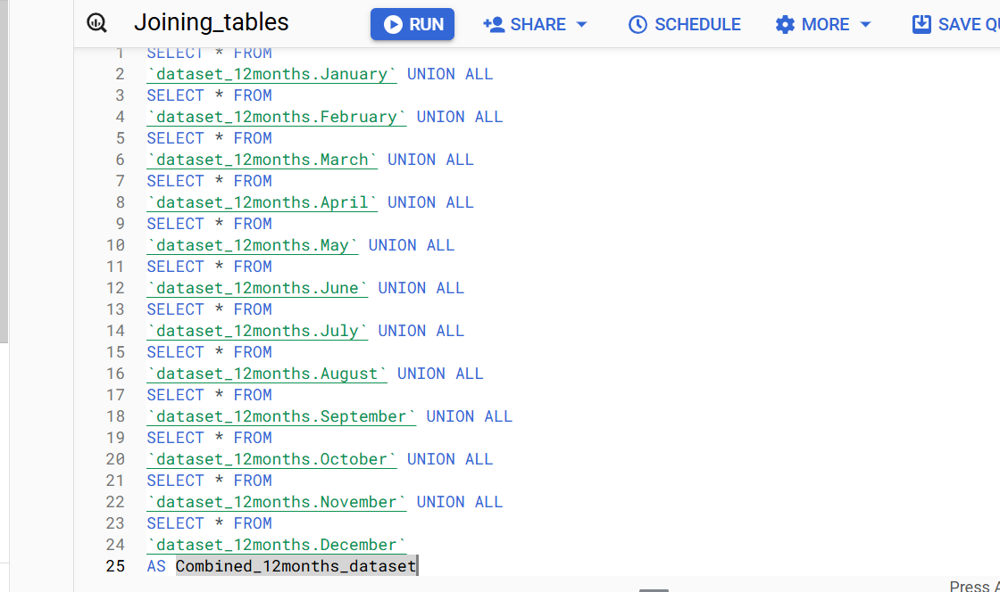 Joining_tables RUN SHARE SCHEDULE MORE SAVE
1 SELECT * FROM
2 `dataset_12months.January` UNION ALL
3 SELECT * FROM
4 `dataset_12months.February` UNION ALL
5 SELECT * FROM
6 `dataset_12months.March` UNION ALL
7 SELECT * FROM
8 `dataset_12months.April` UNION ALL
9 SELECT * FROM
10 `dataset_12months.May` UNION ALL
11 SELECT * FROM
12 `dataset_12months.June` UNION ALL
13 SELECT * FROM
14 `dataset_12months.July` UNION ALL
15 SELECT * FROM
16 `dataset_12months.August` UNION ALL
17 SELECT * FROM
18 `dataset_12months.September` UNION ALL
19 SELECT * FROM
20 `dataset_12months.October` UNION ALL
21 SELECT * FROM
22 `dataset_12months.November` UNION ALL
23 SELECT * FROM
24 `dataset_12months.December`
25 AS Combined_12months_dataset
Press